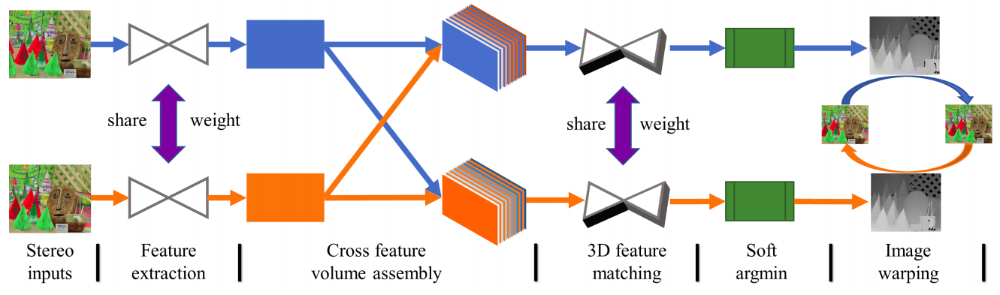 share weight
share weight
Stereo
inputs
Feature
extraction
Cross feature
volume assembly
3D feature
matching
Soft
argmin
Image
warping